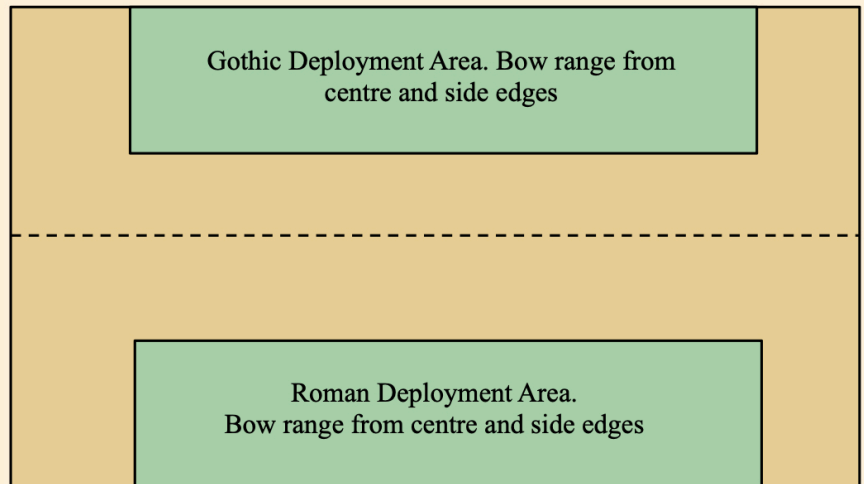 Gothic Deployment Area. Bow range from
centre and side edges
Roman Deployment Area.
Bow range from centre and side edges